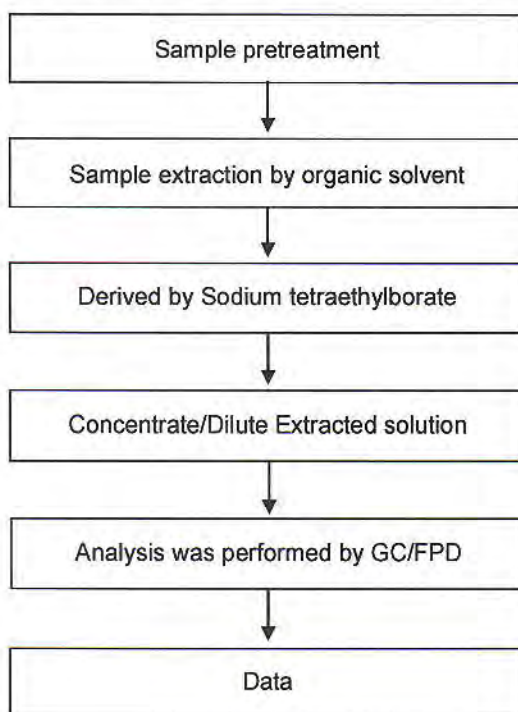 Sample pretreatment
Sample extraction by organic solvent
Derived by Sodium tetraethylborate
Concentrate/Dilute Extracted solution
Analysis was performed by GC/FPD
Data